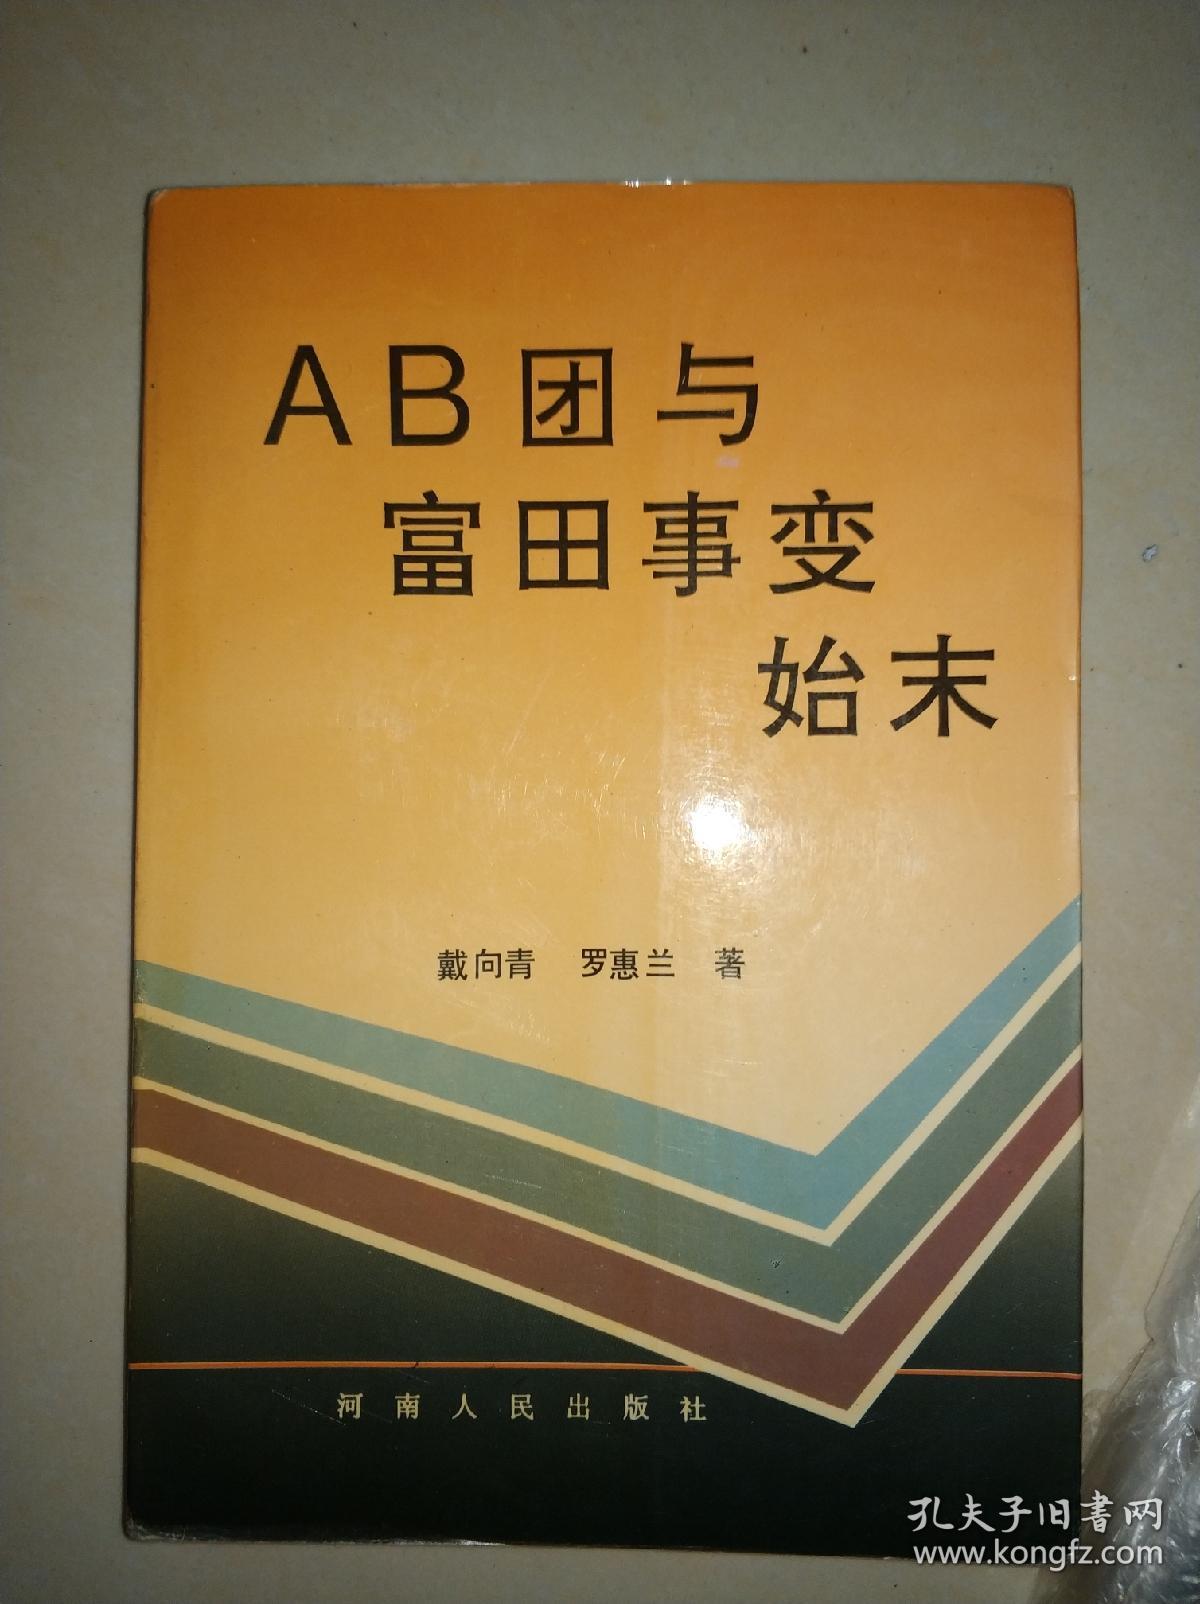 AB团与
富田事变
始末
戴向青 罗惠兰 著
河南人民出版社
孔夫子旧书网
www.kongfz.com